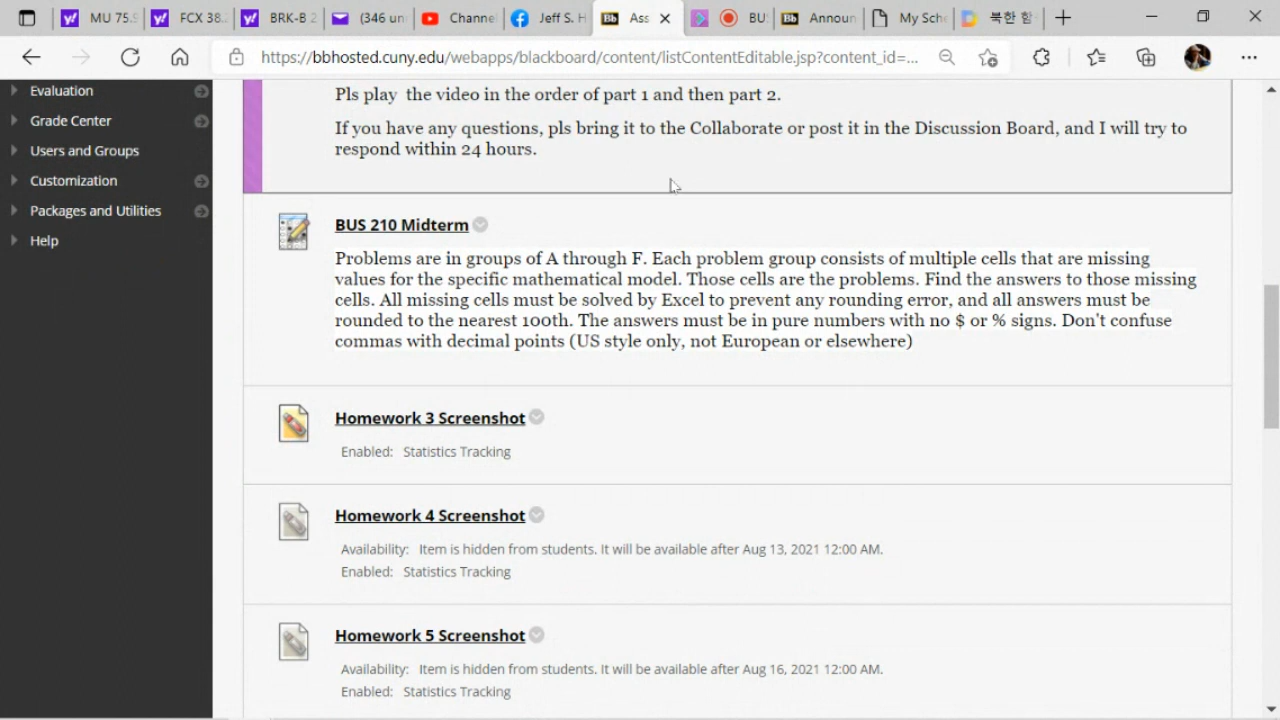 MU 75.9
FCX 38.
BRK-B 2
(346 un
Channe
Jeff S. H
Bb Ass
BU
Bb Announ
My Sche
북한
https://bbhosted.cuny.edu/webapps/blackboard/content/listContentEditable.jsp?content_id=...
Evaluation
Grade Center
Users and Groups
Customization
Packages and Utilities
Help
Pls play the video in the order of part 1 and then part 2.
If you have any questions, pls bring it to the Collaborate or post it in the Discussion Board, and I will try to
respond within 24 hours.
BUS 210 Midterm
Problems are in groups of A through F. Each problem group consists of multiple cells that are missing
values for the specific mathematical model. Those cells are the problems. Find the answers to those missing
cells. All missing cells must be solved by Excel to prevent any rounding error, and all answers must be
rounded to the nearest 100th. The answers must be in pure numbers with no $ or % signs. Don't confuse
commas with decimal points (US style only, not European or elsewhere)
Homework 3 Screenshot
Enabled: Statistics Tracking
Homework 4 Screenshot
Availability: Item is hidden from students. It will be available after Aug 13, 2021 12:00 AM.
Enabled: Statistics Tracking
Homework 5 Screenshot
Availability: Item is hidden from students. It will be available after Aug 16, 2021 12:00 AM.
Enabled: Statistics Tracking